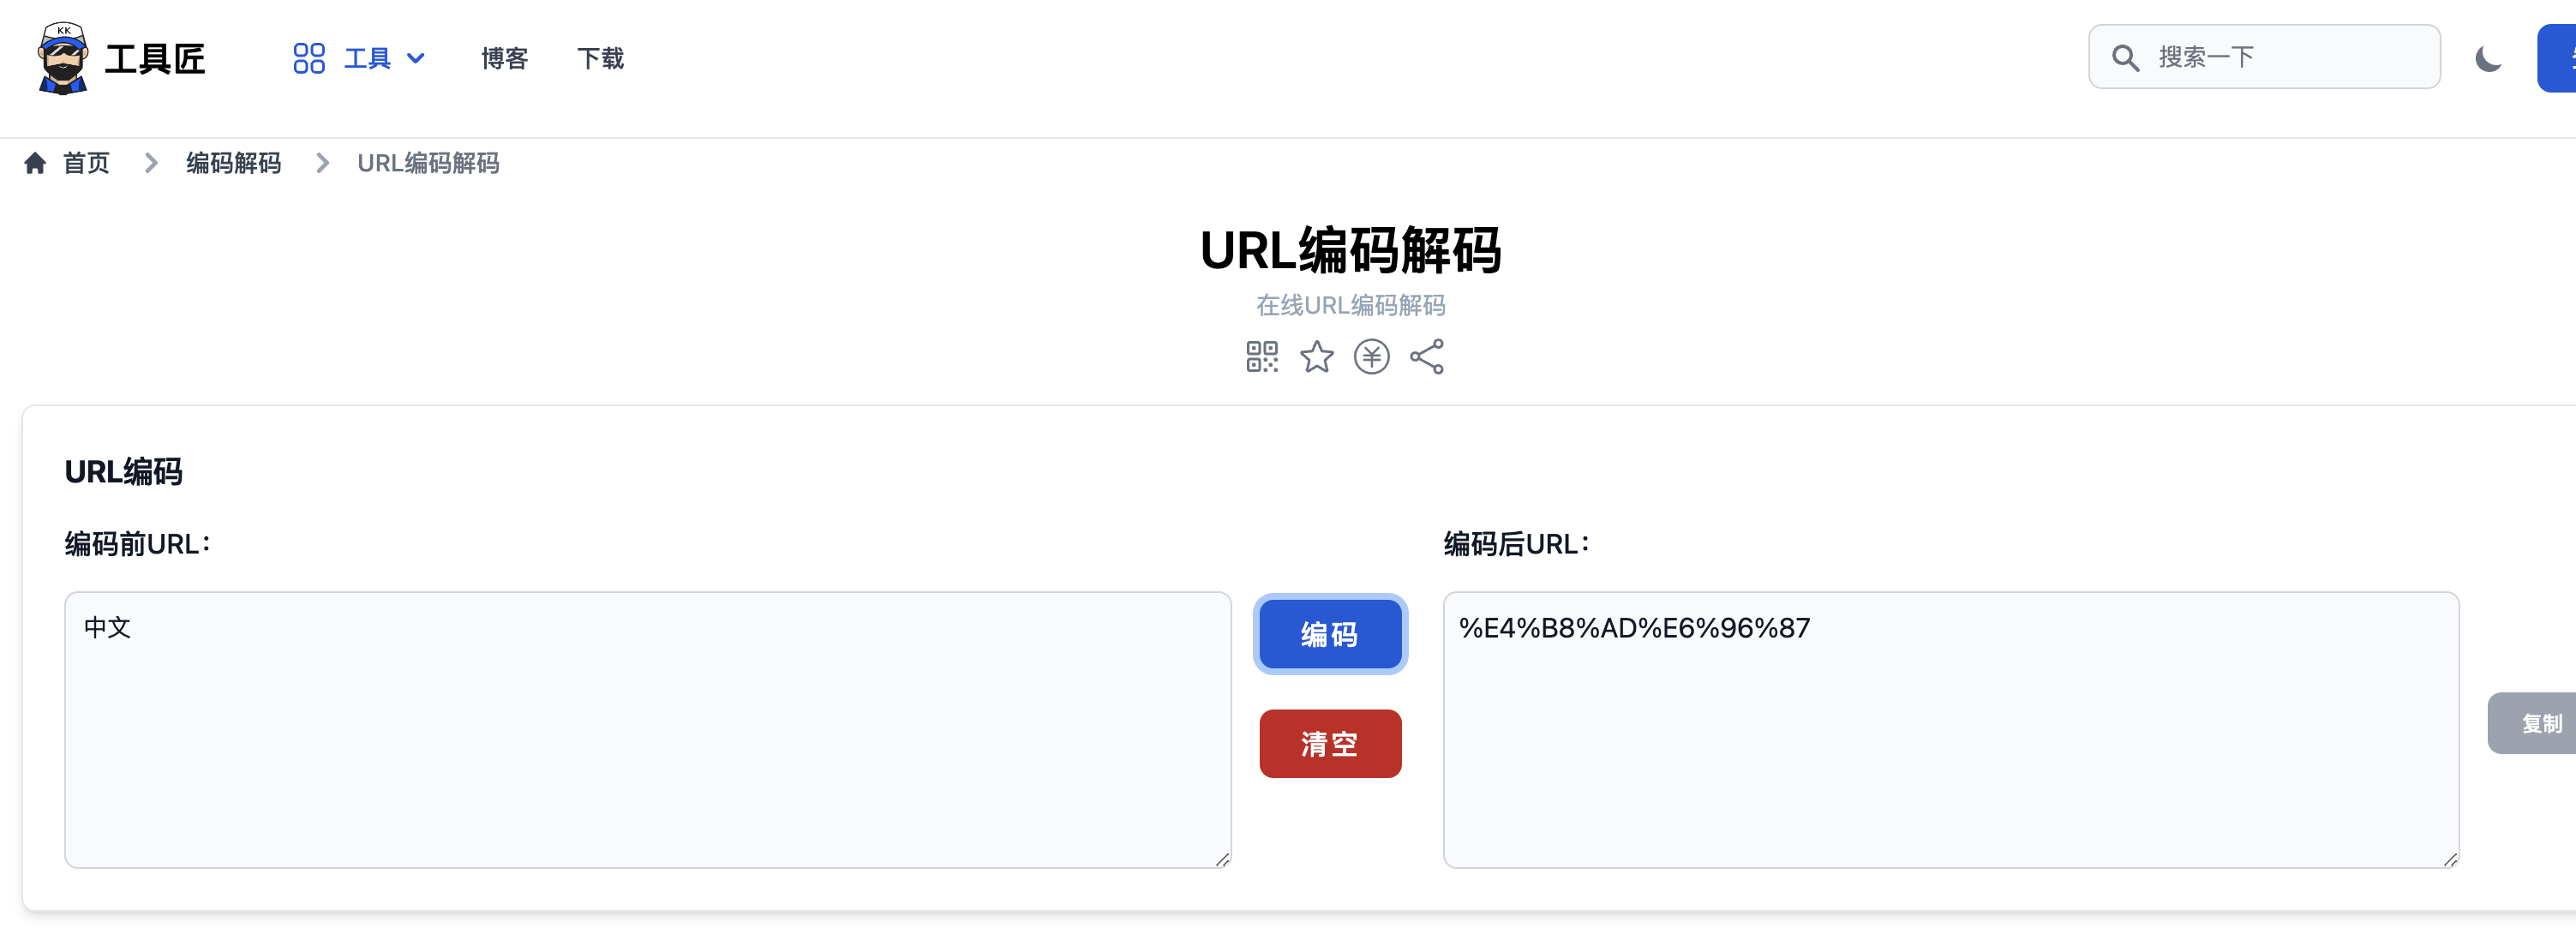 KK
工具匠
工具
博客
下载
搜索一下
首页
编码解码
URL编码解码
URL编码解码
在线URL编码解码
URL编码
编码前URL：
编码后URL：
中文
编码
%E4%B8%AD%E6%96%87
清空
复制